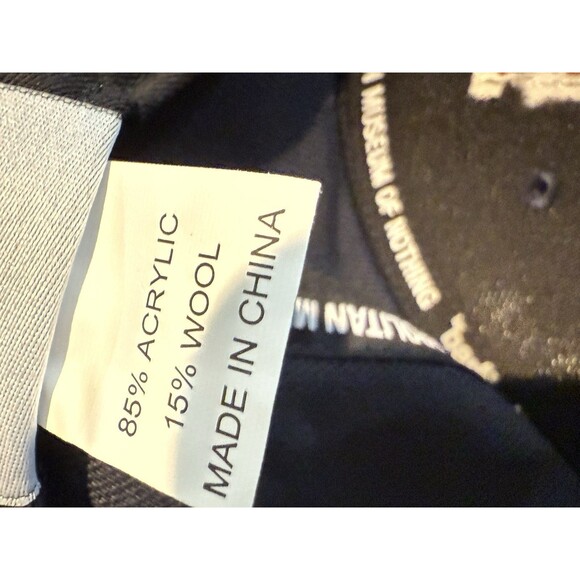 85% ACRYLIC
15% WOOL
MADE IN CHINA
MUSEUM OF NOTHING